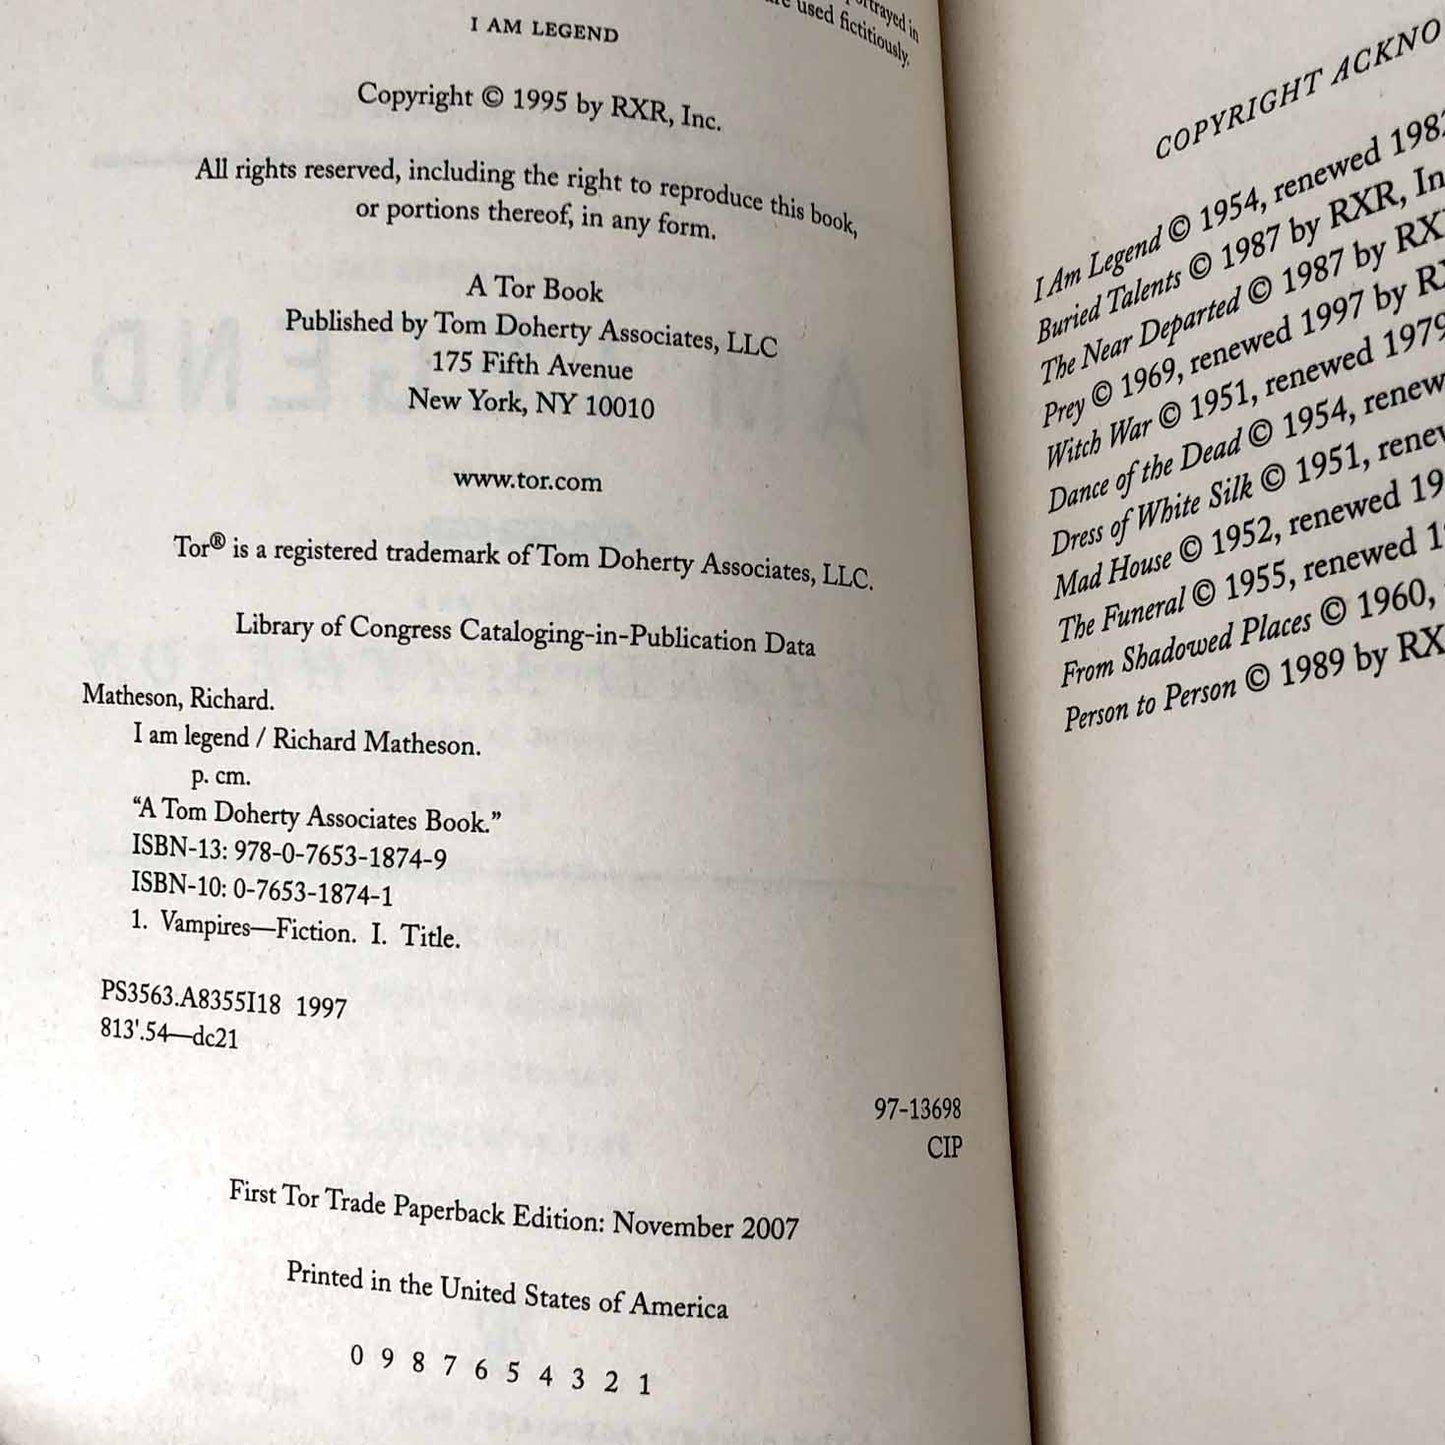 portrayed in
used fictitiously.
I AM LEGEND
Copyright © 1995 by RXR, Inc.
All rights reserved, including the right to reproduce this book,
or portions thereof, in any form.
A Tor Book
Published by Tom Doherty Associates, LLC
175 Fifth Avenue
New York, NY 10010
www.tor.com
Tor® is a registered trademark of Tom Doherty Associates, LLC.
Library of Congress Cataloging-in-Publication Data
Matheson, Richard.
I am legend / Richard Matheson.
p. cm.
“A Tom Doherty Associates Book.”
ISBN-13: 978-0-7653-1874-9
ISBN-10: 0-7653-1874-1
1. Vampires—Fiction. I. Title.
PS3563.A8355I18 1997
813'.54—dc21
97-13698
CIP
First Tor Trade Paperback Edition: November 2007
Printed in the United States of America
0 9 8 7 6 5 4 3 2 1
COPYRIGHT ACKNO
I Am Legend © 1954, renewed 198
Buried Talents © 1987 by RXR, In
The Near Departed © 1987 by RX
Prey © 1969, renewed 1997 by R
Witch War © 1951, renewed 1979
Dance of the Dead © 1954, renew
Dress of White Silk © 1951, rene
Mad House © 1952, renewed 19
The Funeral © 1955, renewed 1
From Shadowed Places © 1960,
Person to Person © 1989 by RX